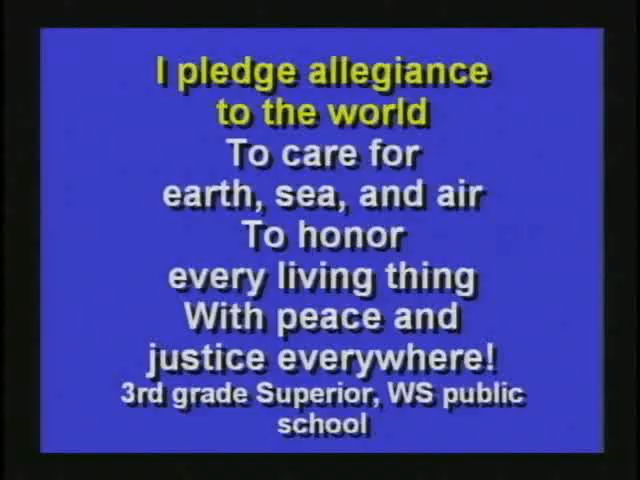 I pledge allegiance
to the world
To care for
earth, sea, and air
To honor
every living thing
With peace and
justice everywhere!
3rd grade Superior, WS public
school